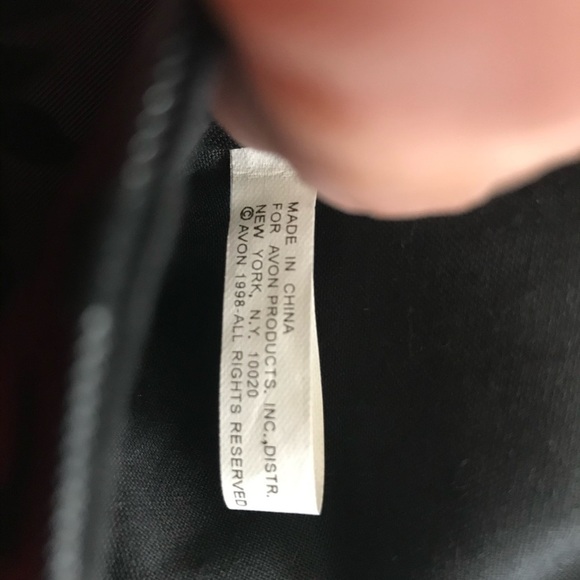 MADE IN CHINA
FOR AVON PRODUCTS. INC.,DISTR.
NEW YORK, N.Y. 10020
©AVON 1998-ALL RIGHTS RESERVED